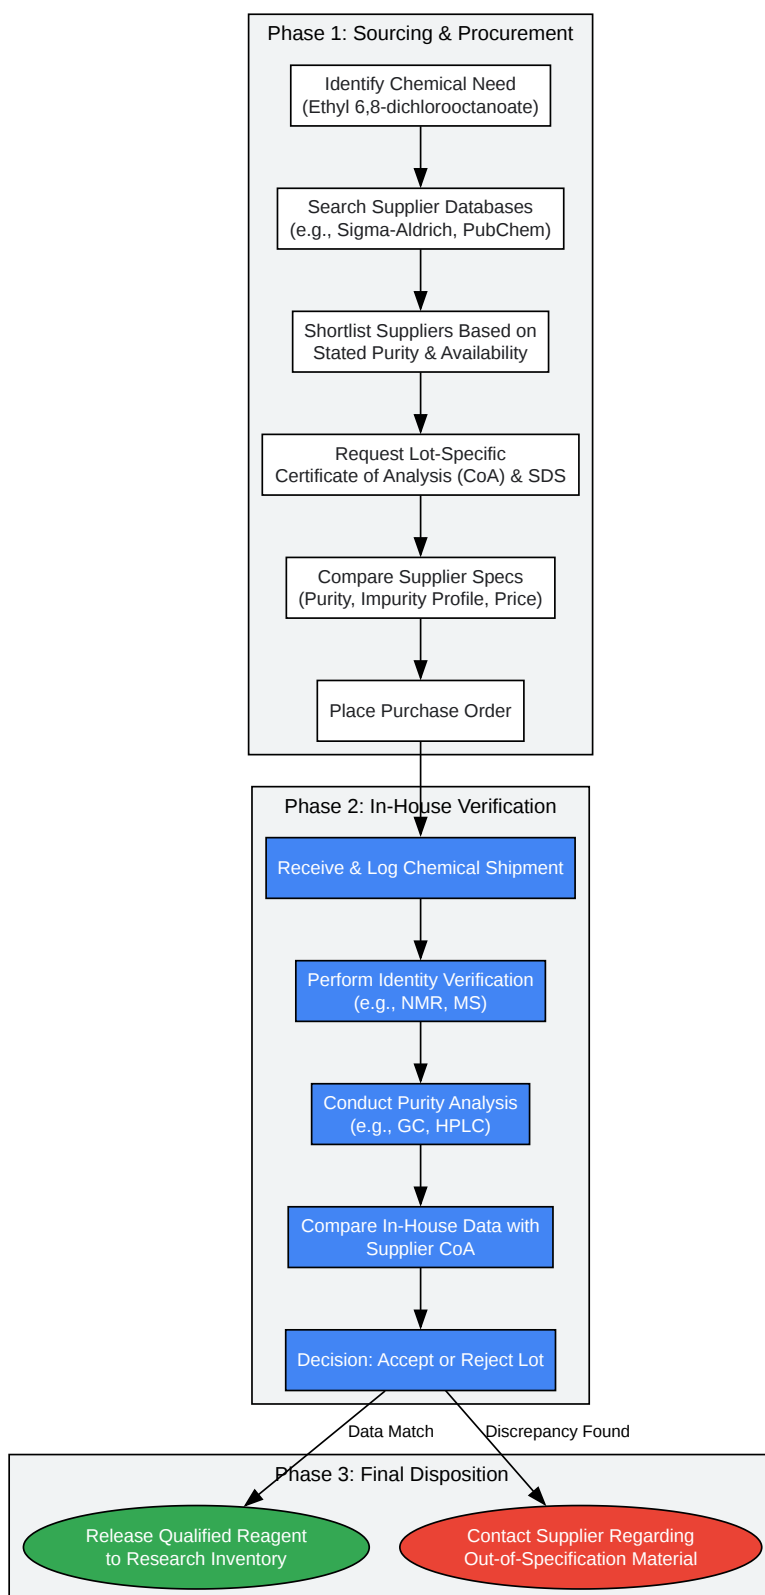 Phase 1: Sourcing & Procurement
Identify Chemical Need
(Ethyl 6,8-dichlorooctanoate)
Search Supplier Databases
(e.g., Sigma-Aldrich, PubChem)
Shortlist Suppliers Based on
Stated Purity & Availability
Request Lot-Specific
Certificate of Analysis (CoA) & SDS
Compare Supplier Specs
(Purity, Impurity Profile, Price)
Place Purchase Order
Phase 2: In-House Verification
Receive & Log Chemical Shipment
Perform Identity Verification
(e.g., NMR, MS)
Conduct Purity Analysis
(e.g., GC, HPLC)
Compare In-House Data with
Supplier CoA
Decision: Accept or Reject Lot
Data Match
Discrepancy Found
Phase 3: Final Disposition
Release Qualified Reagent
to Research Inventory
Contact Supplier Regarding
Out-of-Specification Material